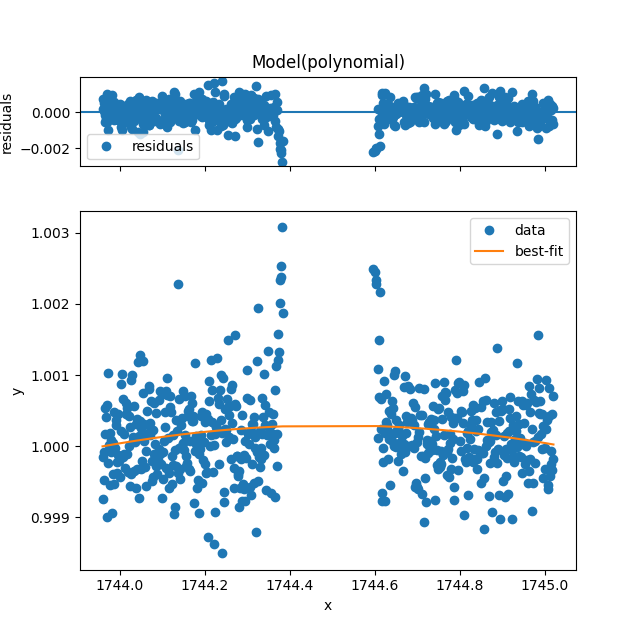 Model(polynomial)
residuals
0.000
−0.002
residuals
1.003
1.002
1.001
1.000
0.999
y
data
best-fit
1744.0 1744.2 1744.4 1744.6 1744.8 1745.0
x